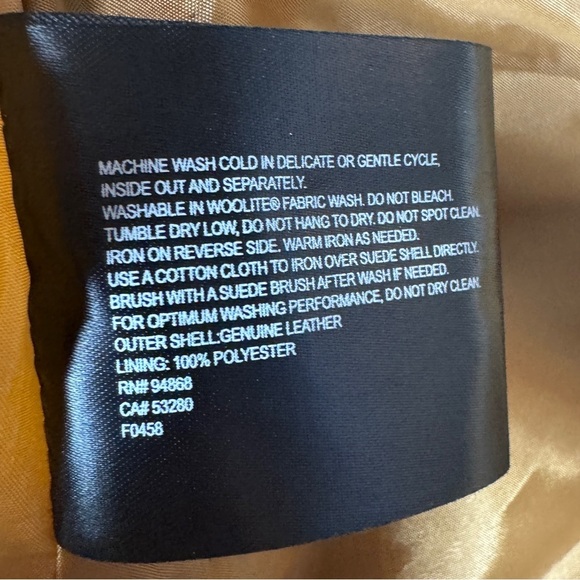 MACHINE WASH COLD IN DELICATE OR GENTLE CYCLE,
INSIDE OUT AND SEPARATELY.
WASHABLE IN WOOLITE® FABRIC WASH. DO NOT BLEACH.
TUMBLE DRY LOW, DO NOT HANG TO DRY. DO NOT SPOT CLEAN.
IRON ON REVERSE SIDE. WARM IRON AS NEEDED.
USE A COTTON CLOTH TO IRON OVER SUEDE SHELL DIRECTLY.
BRUSH WITH A SUEDE BRUSH AFTER WASH IF NEEDED.
FOR OPTIMUM WASHING PERFORMANCE, DO NOT DRY CLEAN.
OUTER SHELL:GENUINE LEATHER
LINING: 100% POLYESTER
RN# 94868
CA# 53280
F0458